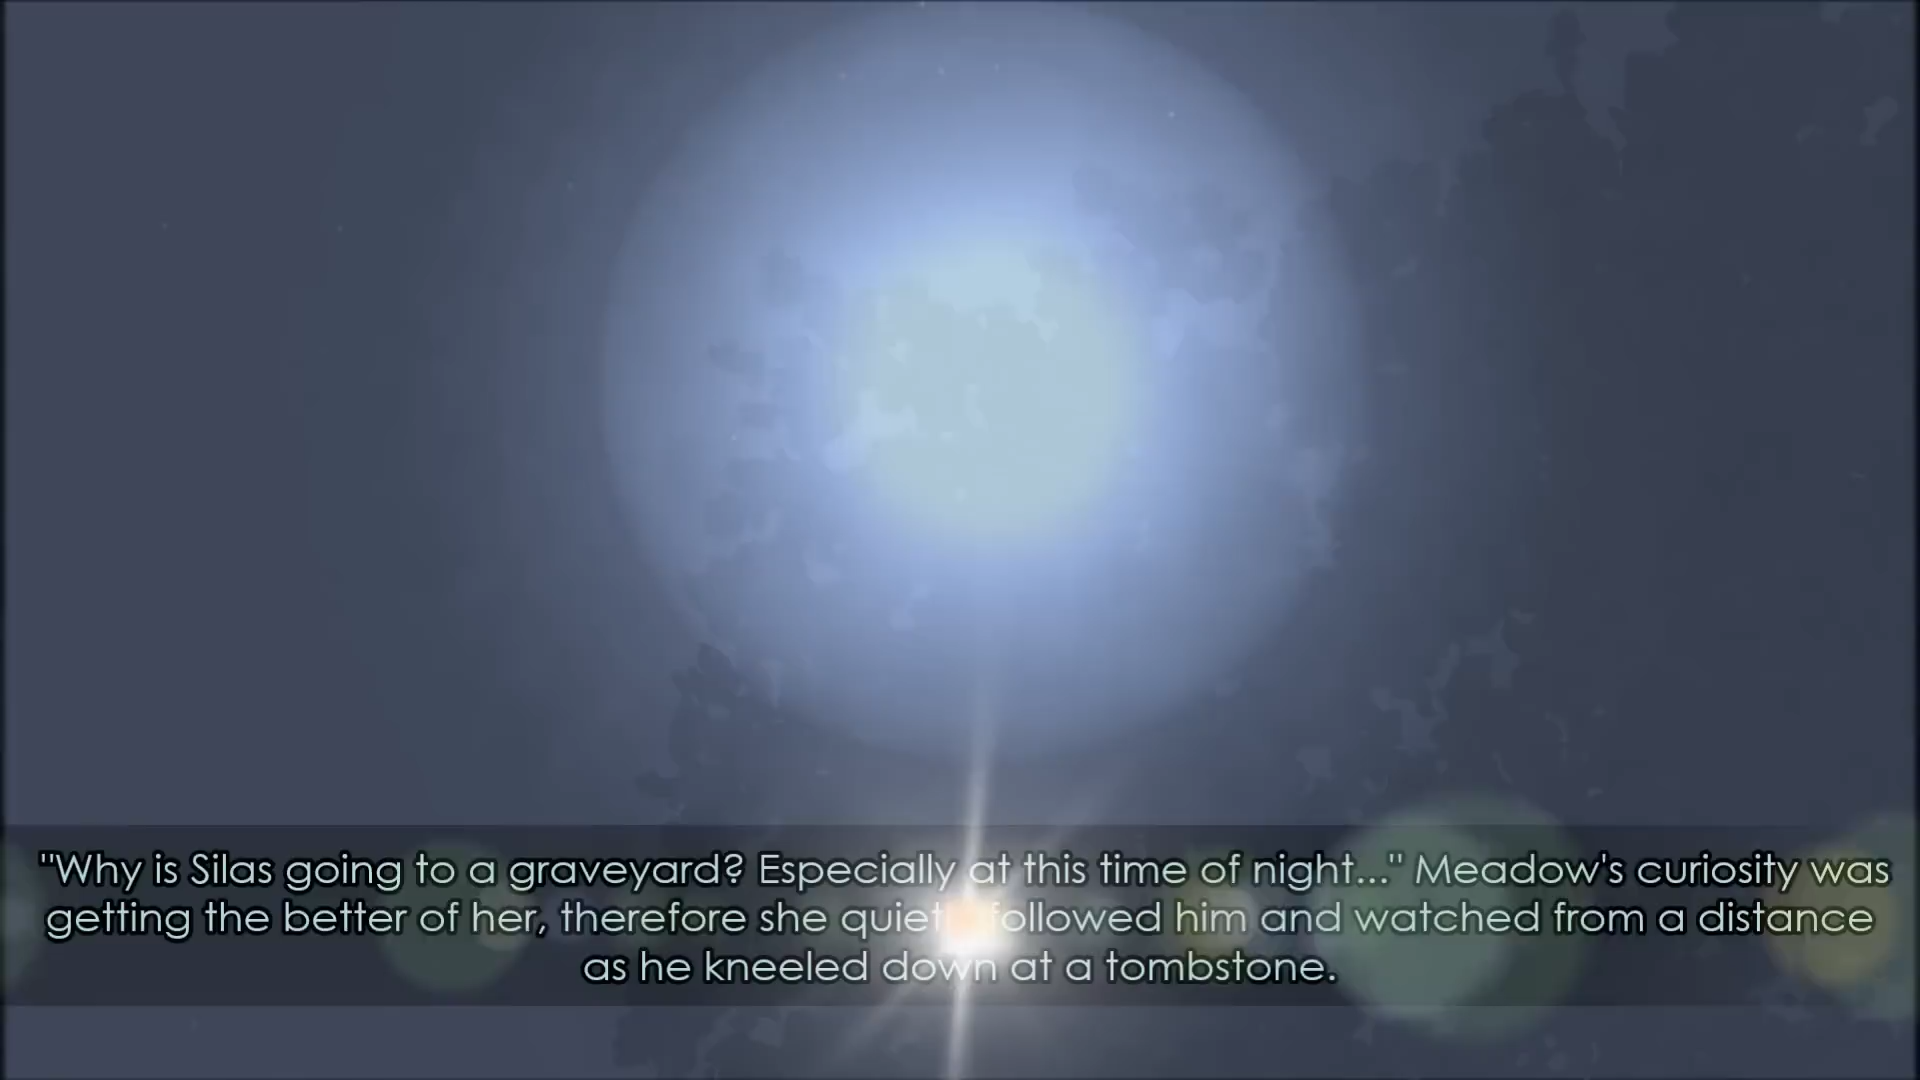 "Why is Silas going to a graveyard? Especially at this time of night..." Meadow's curiosity was
getting the better of her, therefore she quietly followed him and watched from a distance
as he kneeled down at a tombstone.